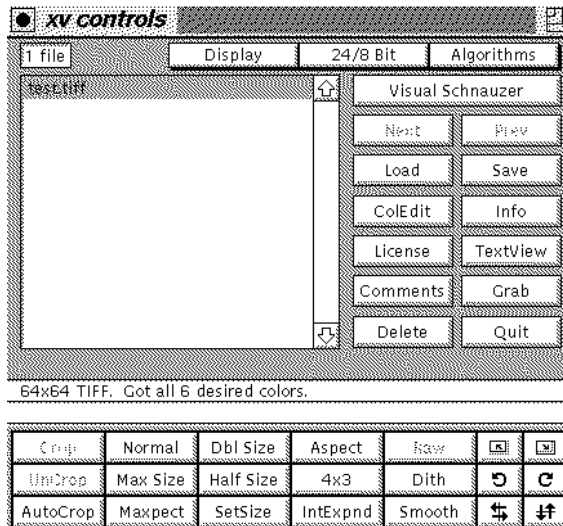 xv controls
1 file Display 24/8 Bit Algorithms
test.tiff Visual Schnauzer
Next Prev
Load Save
ColEdit Info
License TextView
Comments Grab
Delete Quit
64x64 TIFF. Got all 6 desired colors.
Crop Normal Dbl Size Aspect Raw
UnCrop Max Size Half Size 4x3 Dith
AutoCrop Maxpect SetSize IntExpnd Smooth